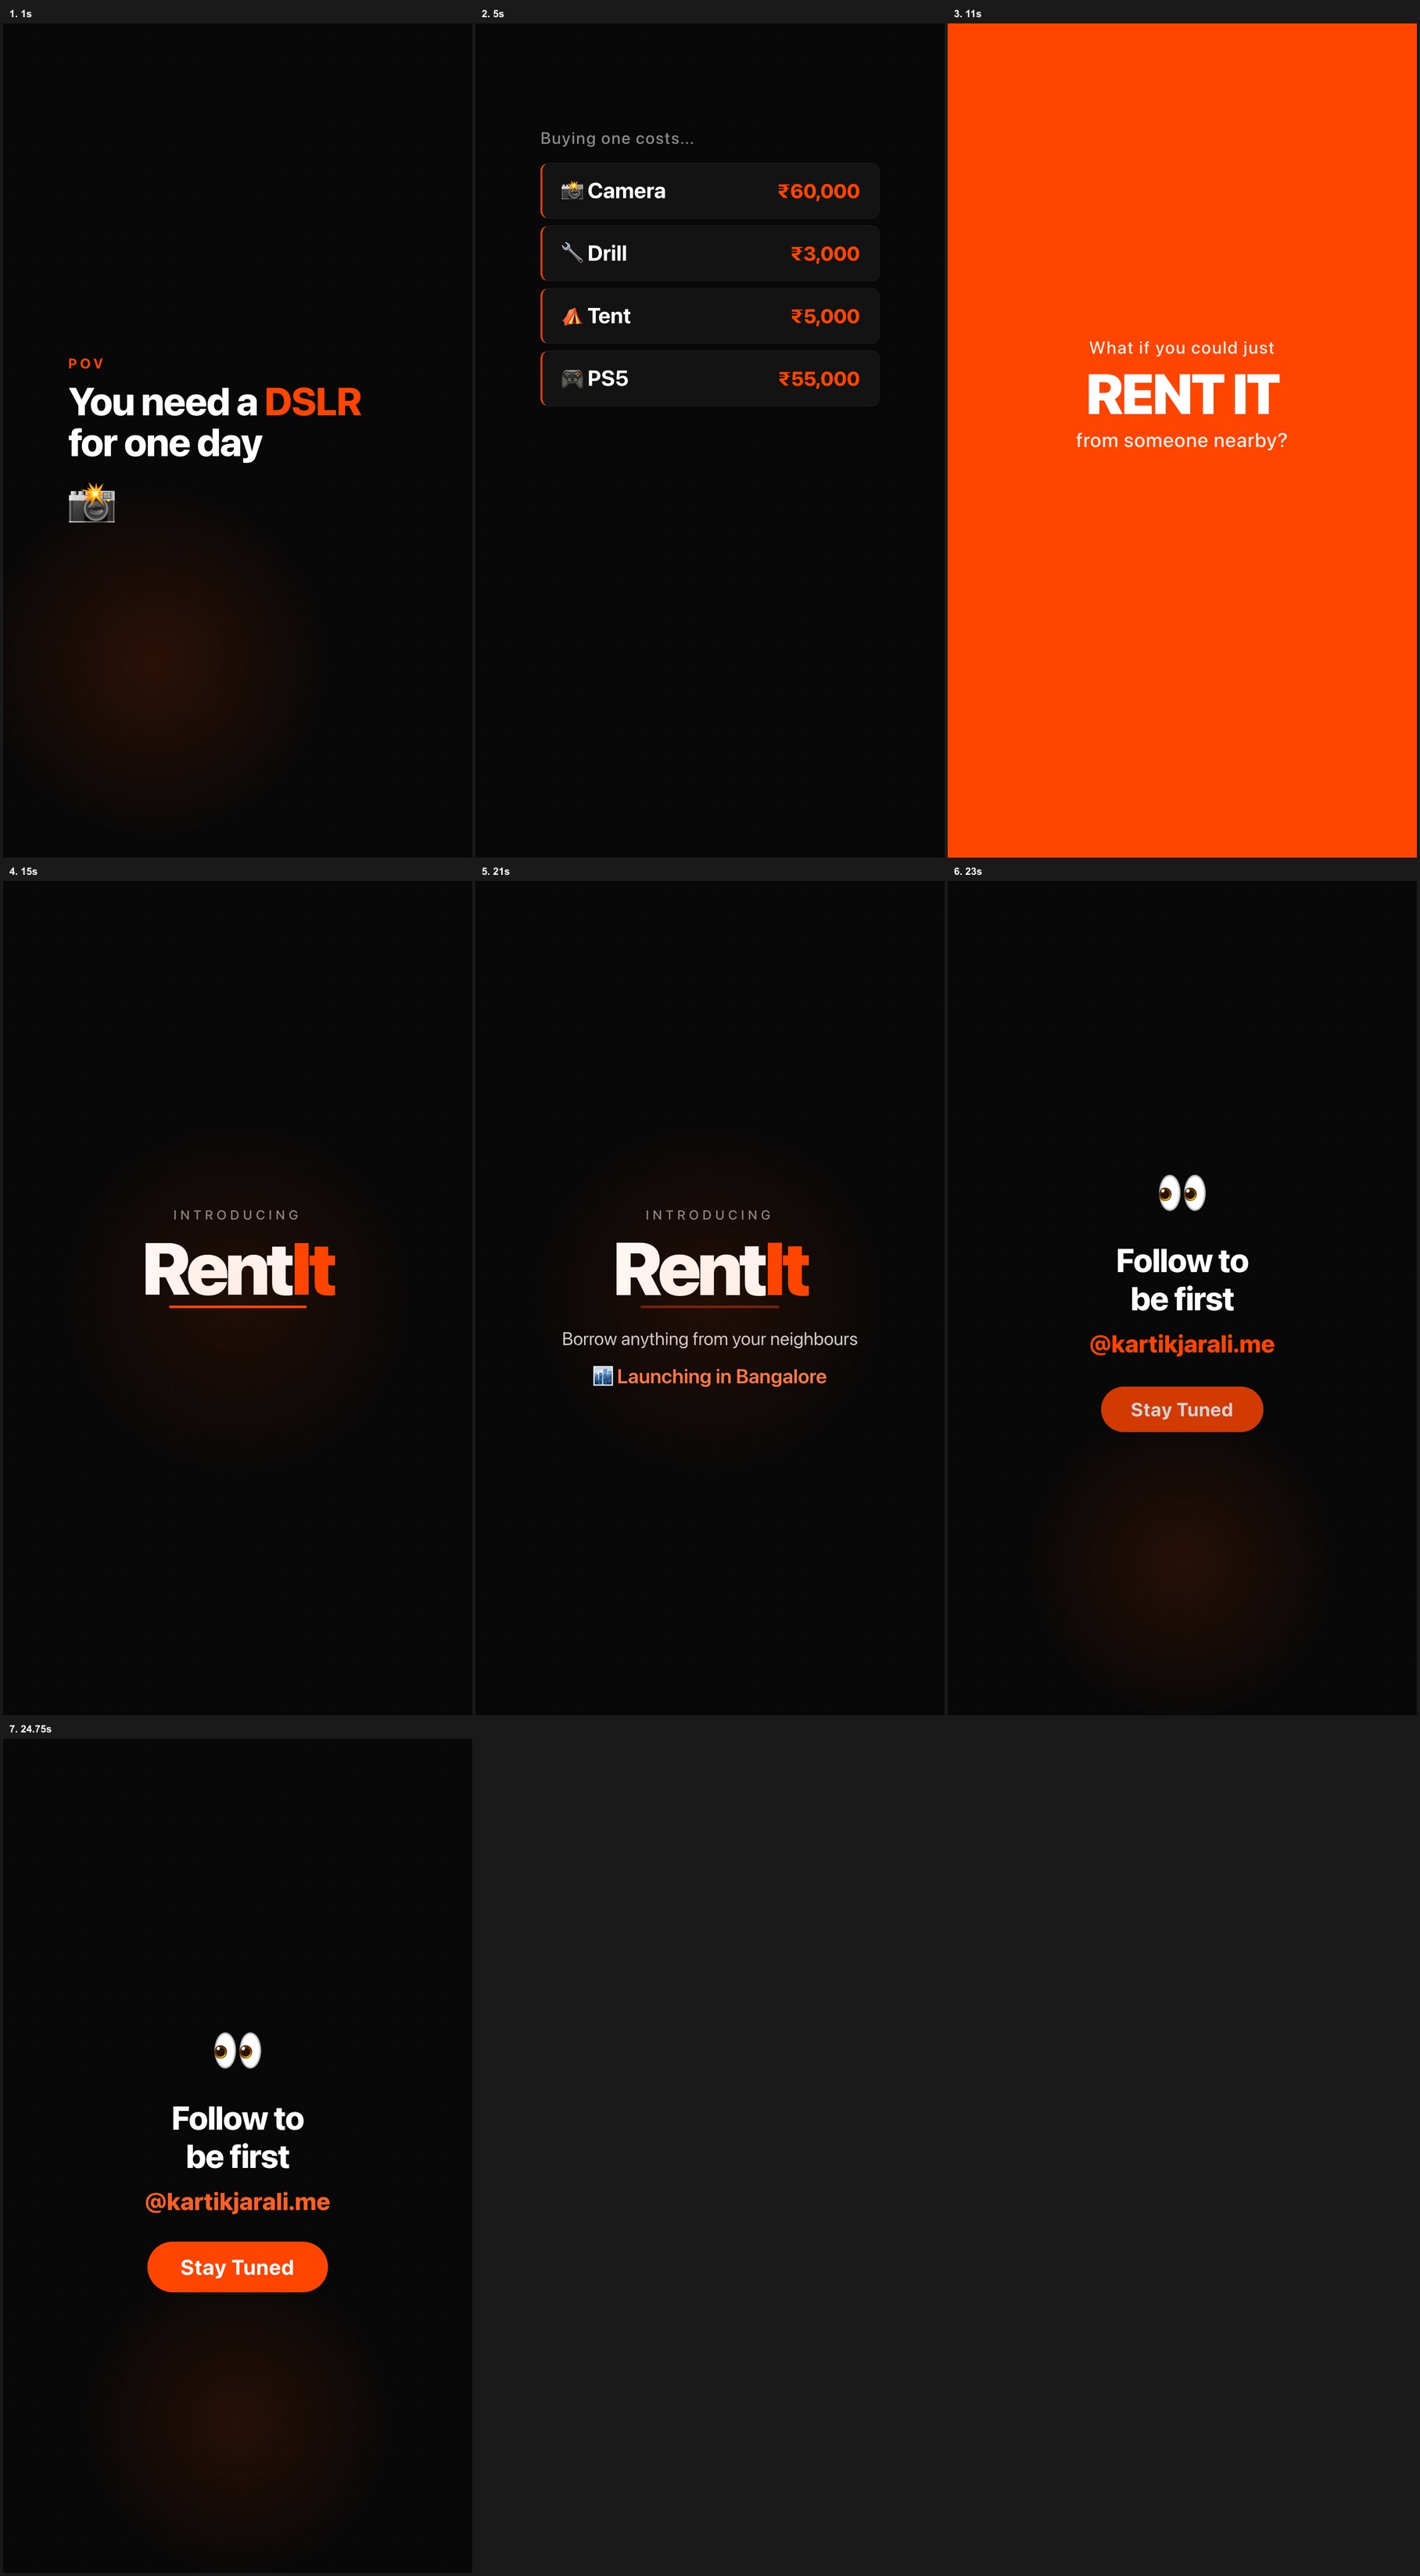 1. 1s
POV
You need a DSLR
for one day
2. 5s
Buying one costs...
Camera ₹60,000
Drill ₹3,000
Tent ₹5,000
PS5 ₹55,000
3. 11s
What if you could just
RENT IT
from someone nearby?
4. 15s
INTRODUCING
RentIt
5. 21s
INTRODUCING
RentIt
Borrow anything from your neighbours
Launching in Bangalore
6. 23s
Follow to
be first
@kartikjarali.me
Stay Tuned
7. 24.75s
Follow to
be first
@kartikjarali.me
Stay Tuned